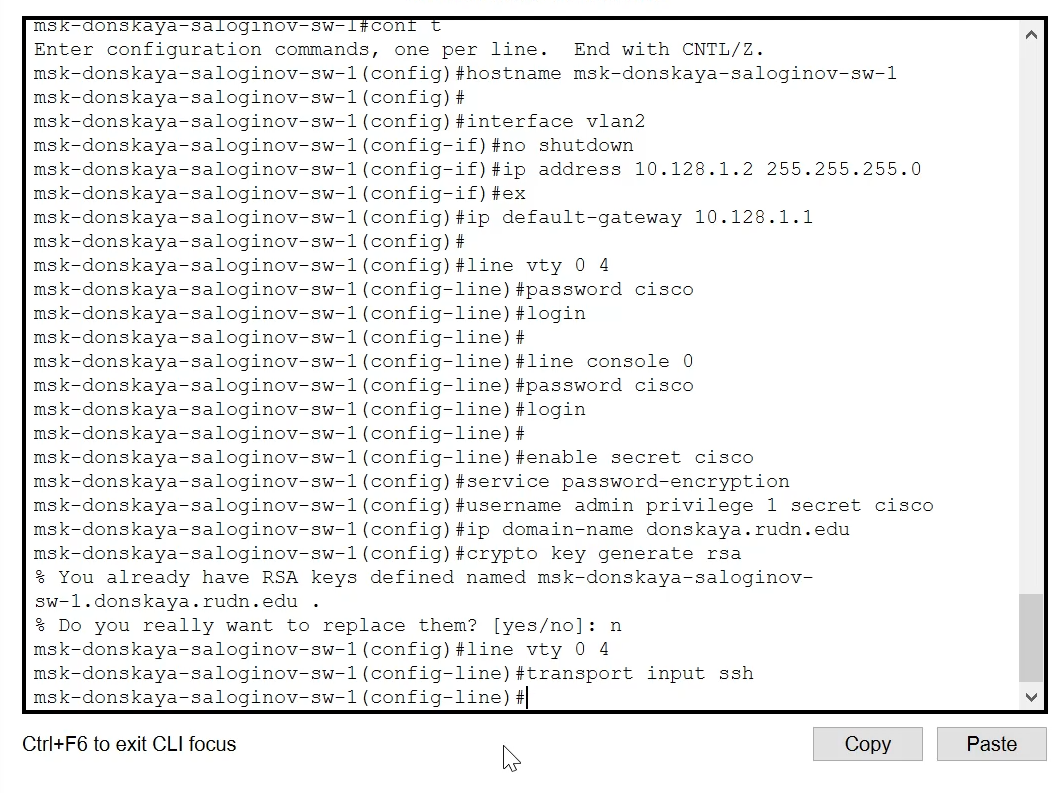 msk-donskaya-saloginov-sw-1#conf t
Enter configuration commands, one per line.  End with CNTL/Z.
msk-donskaya-saloginov-sw-1(config)#hostname msk-donskaya-saloginov-sw-1
msk-donskaya-saloginov-sw-1(config)#
msk-donskaya-saloginov-sw-1(config)#interface vlan2
msk-donskaya-saloginov-sw-1(config-if)#no shutdown
msk-donskaya-saloginov-sw-1(config-if)#ip address 10.128.1.2 255.255.255.0
msk-donskaya-saloginov-sw-1(config-if)#ex
msk-donskaya-saloginov-sw-1(config)#ip default-gateway 10.128.1.1
msk-donskaya-saloginov-sw-1(config)#
msk-donskaya-saloginov-sw-1(config)#line vty 0 4
msk-donskaya-saloginov-sw-1(config-line)#password cisco
msk-donskaya-saloginov-sw-1(config-line)#login
msk-donskaya-saloginov-sw-1(config-line)#
msk-donskaya-saloginov-sw-1(config-line)#line console 0
msk-donskaya-saloginov-sw-1(config-line)#password cisco
msk-donskaya-saloginov-sw-1(config-line)#login
msk-donskaya-saloginov-sw-1(config-line)#
msk-donskaya-saloginov-sw-1(config-line)#enable secret cisco
msk-donskaya-saloginov-sw-1(config)#service password-encryption
msk-donskaya-saloginov-sw-1(config)#username admin privilege 1 secret cisco
msk-donskaya-saloginov-sw-1(config)#ip domain-name donskaya.rudn.edu
msk-donskaya-saloginov-sw-1(config)#crypto key generate rsa
% You already have RSA keys defined named msk-donskaya-saloginov-
sw-1.donskaya.rudn.edu .
% Do you really want to replace them? [yes/no]: n
msk-donskaya-saloginov-sw-1(config)#line vty 0 4
msk-donskaya-saloginov-sw-1(config-line)#transport input ssh
msk-donskaya-saloginov-sw-1(config-line)#
Ctrl+F6 to exit CLI focus
Copy
Paste